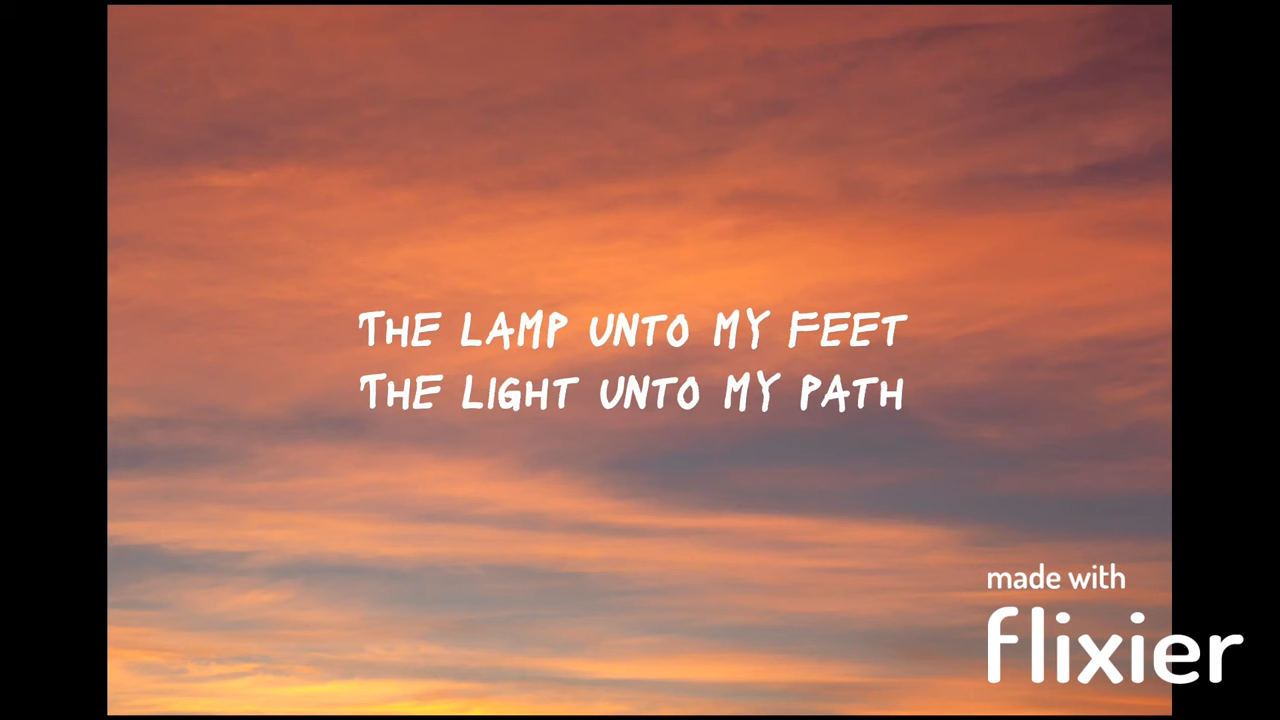 THE LAMP UNTO MY FEET
THE LIGHT UNTO MY PATH
made with
flixier